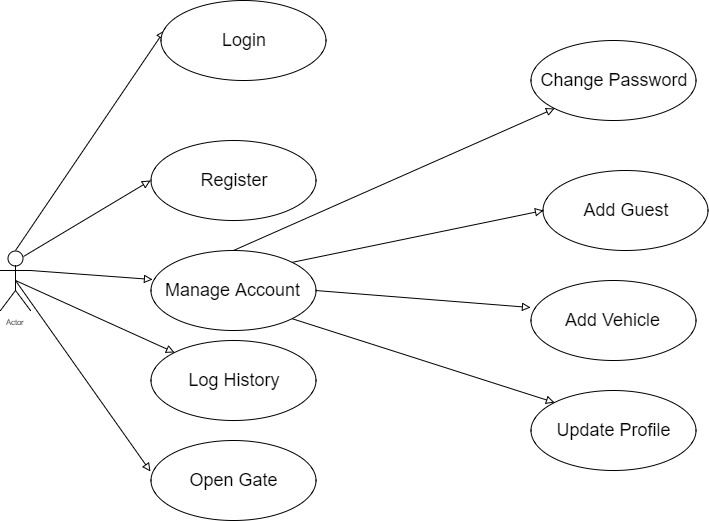 Login
Change Password
Register
Add Guest
Manage Account
Add Vehicle
Actor
Log History
Update Profile
Open Gate